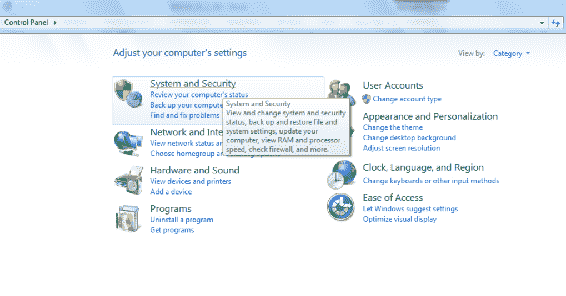 Control Panel
Adjust your computer's settings
View by: Category
System and Security
Review your computer's status
Back up your compute
Find and fix problems
System and Security
View and change system and security
status, back up and restore file and
system settings, update your
computer, view RAM and processor
speed, check firewall, and more.
Network and Inte
View network status an
Choose homegroup an
Hardware and Sound
View devices and printers
Add a device
Programs
Uninstall a program
Get programs
User Accounts
Change account type
Appearance and Personalization
Change the theme
Change desktop background
Adjust screen resolution
Clock, Language, and Region
Change keyboards or other input methods
Ease of Access
Let Windows suggest settings
Optimize visual display